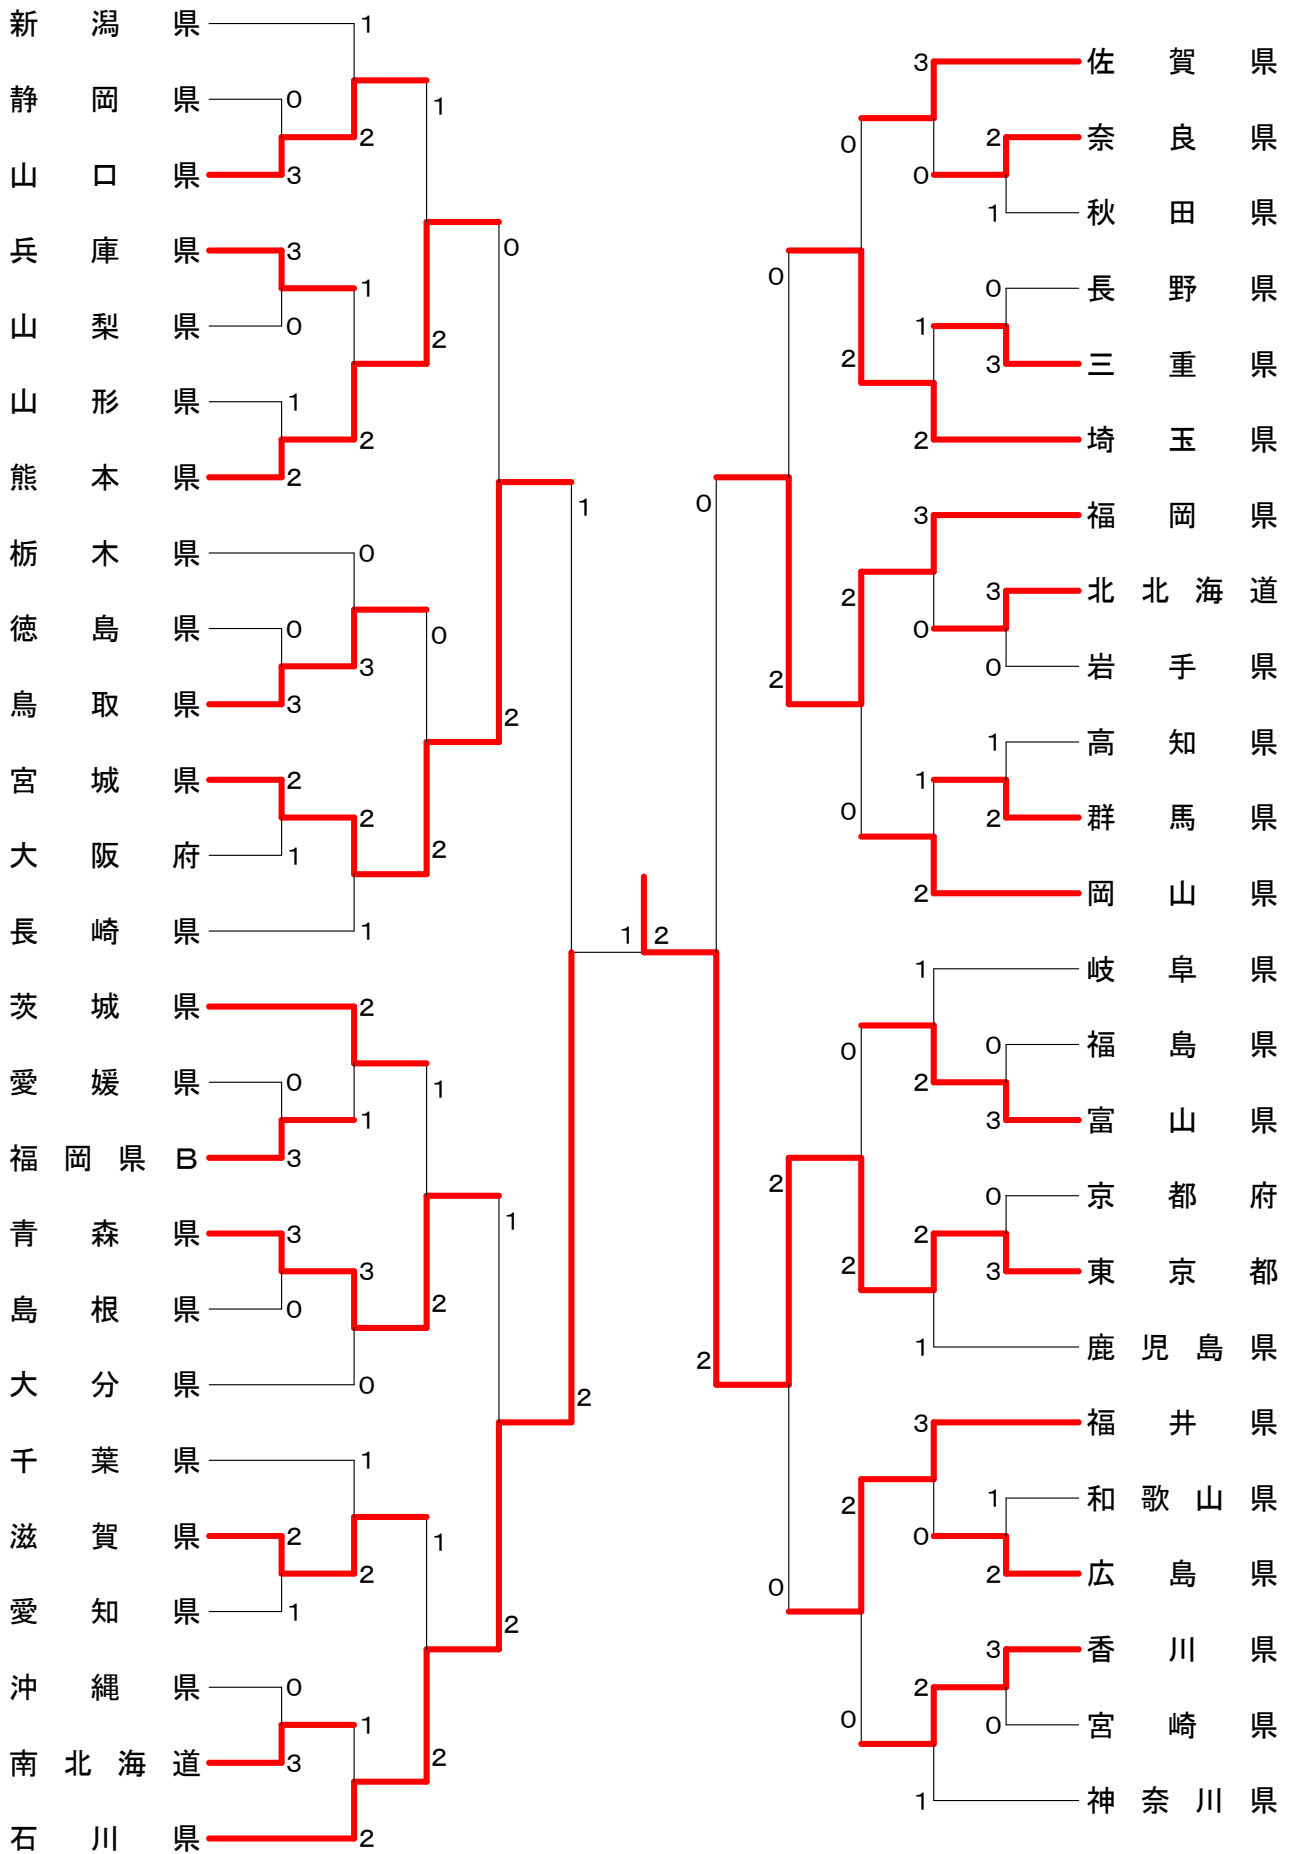 新潟県 1
静岡県 0
2
山口県 3
1
兵庫県 3
1
山梨県 0
2
山形県 1
2
熊本県 2
0
栃木県 0
徳島県 0
3
鳥取県 3
0
宮城県 2
2
大阪府 1
2
長崎県 1
2
1
茨城県 2
愛媛県 0
1
福岡県B 3
1
青森県 3
3
島根県 0
2
大分県 0
1
千葉県 1
滋賀県 2
2
愛知県 1
1
沖縄県 0
1
南北海道 3
2
石川県 2
2
2
1 2
3 佐賀県
2 奈良県
0
1 秋田県
0
0 長野県
1
3 三重県
2
2 埼玉県
0
3 福岡県
3 北北海道
0
0 岩手県
2
1 高知県
1
2 群馬県
0
2 岡山県
2
0
1 岐阜県
0 福島県
2
3 富山県
0
0 京都府
2
3 東京都
2
1 鹿児島県
2
3 福井県
1 和歌山県
0
2 広島県
2
3 香川県
2
0 宮崎県
0
1 神奈川県
0
2